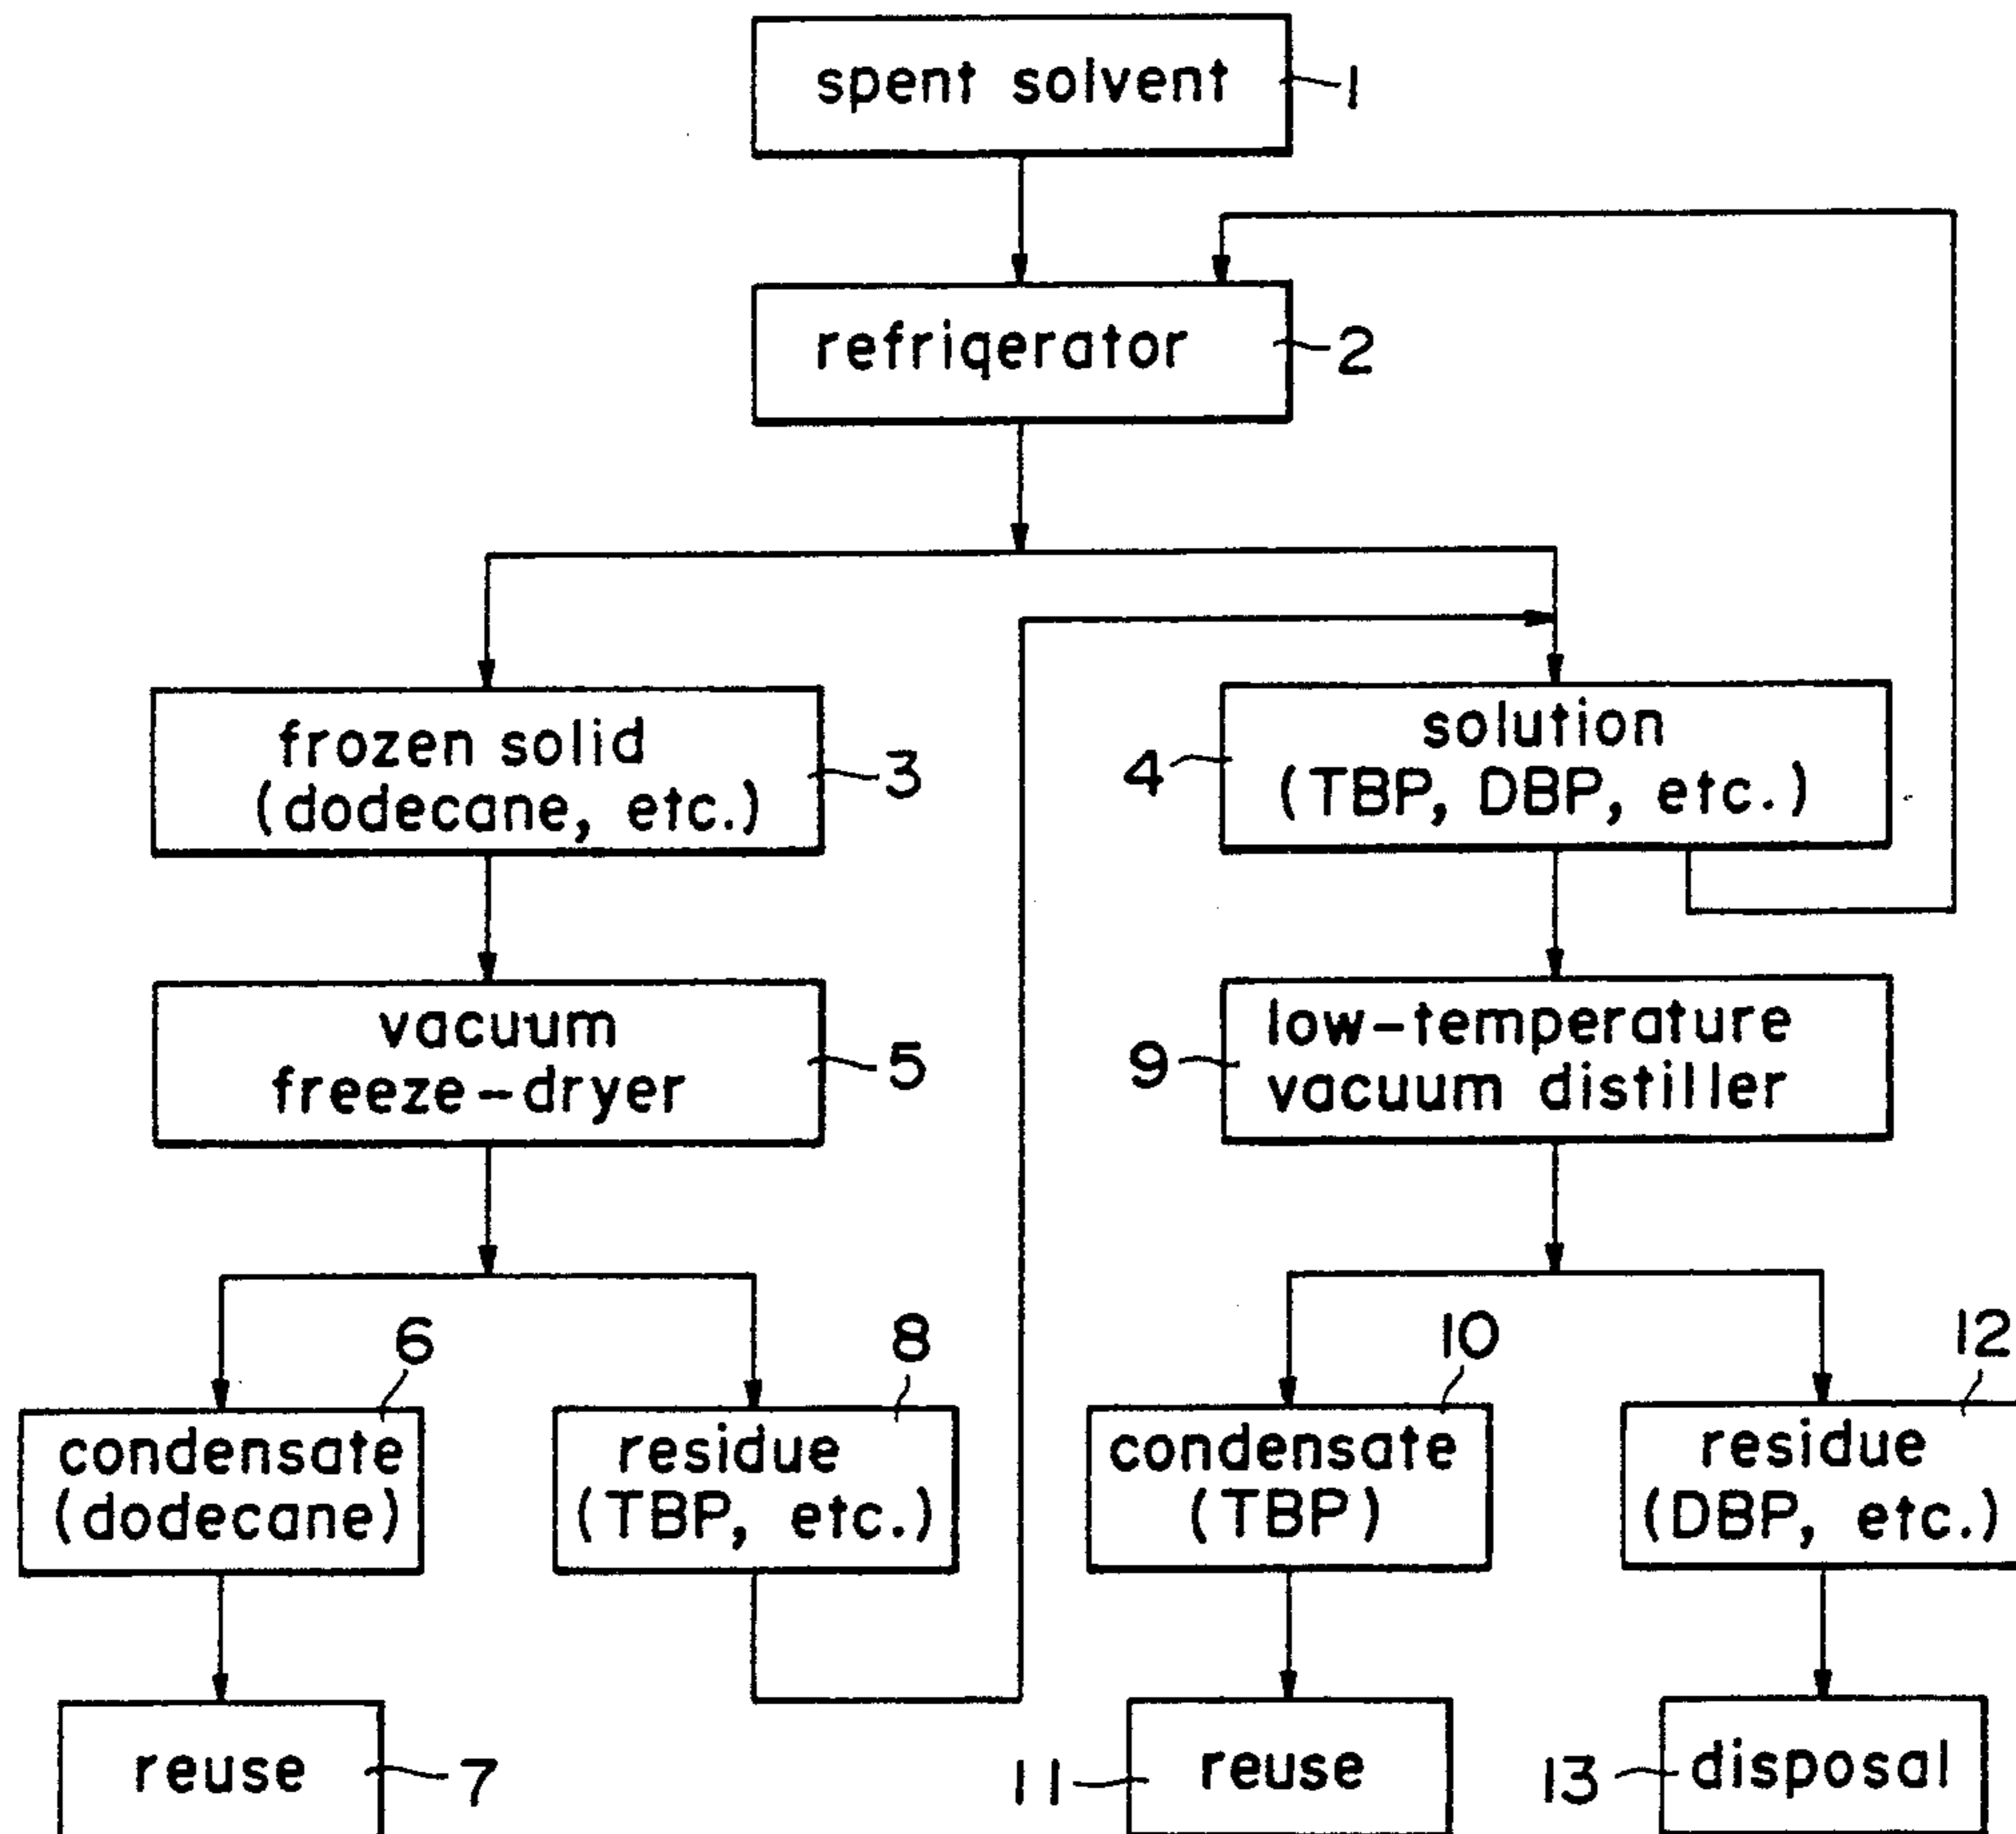 spent solvent
1
refrigerator
2
frozen solid
(dodecane, etc.)
3
4
solution
(TBP, DBP, etc.)
vacuum
freeze-dryer
5
9
low-temperature
vacuum distiller
6
condensate
(dodecane)
8
residue
(TBP, etc.)
10
condensate
(TBP)
12
residue
(DBP, etc.)
reuse
7
11
reuse
13
disposal